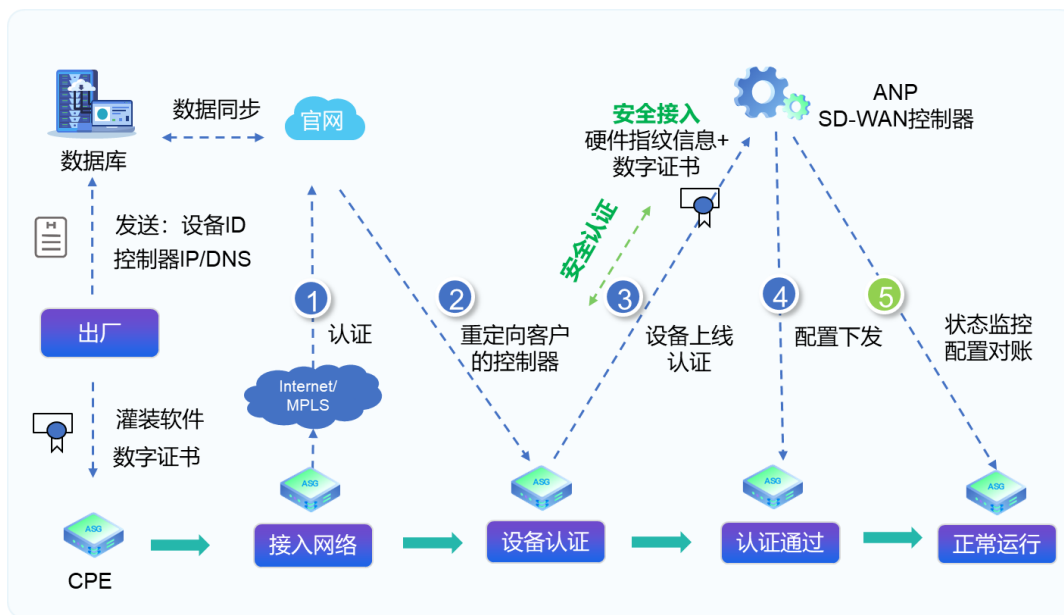 数据库
数据同步
官网
发送：设备ID
控制器IP/DNS
出厂
灌装软件
数字证书
ASG
CPE
1
认证
Internet/
MPLS
ASG
接入网络
2
重定向客户
的控制器
ASG
设备认证
安全接入
硬件指纹信息+
数字证书
安全认证
3
设备上线
认证
ANP
SD-WAN控制器
4
配置下发
ASG
认证通过
5
状态监控
配置对账
ASG
正常运行